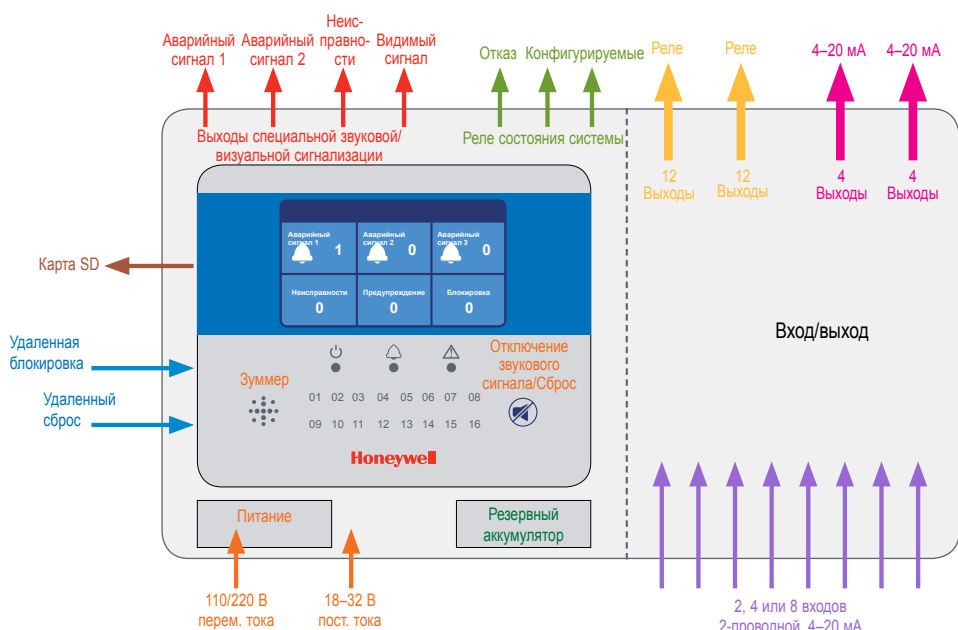 Аварийный
сигнал 1
Аварийный
сигнал 2
Неис-
правно-
сти
Видимый
сигнал
Отказ
Конфигурируемые
Реле
Реле
4–20 мА
4–20 мА
Выходы специальной звуковой/
визуальной сигнализации
Реле состояния системы
12
Выходы
12
Выходы
4
Выходы
4
Выходы
Аварийный
сигнал 1
1
Аварийный
сигнал 2
0
Аварийный
сигнал 3
0
Неисправности
0
Предупреждение
0
Блокировка
0
Карта SD
Удаленная
блокировка
Удаленный
сброс
Зуммер
Отключение
звукового
сигнала/Сброс
01 02 03 04 05 06 07 08
09 10 11 12 13 14 15 16
Honeywell
Вход/выход
Питание
Резервный
аккумулятор
110/220 В
перем. тока
18–32 В
пост. тока
2, 4 или 8 входов
2-проводной, 4–20 мА